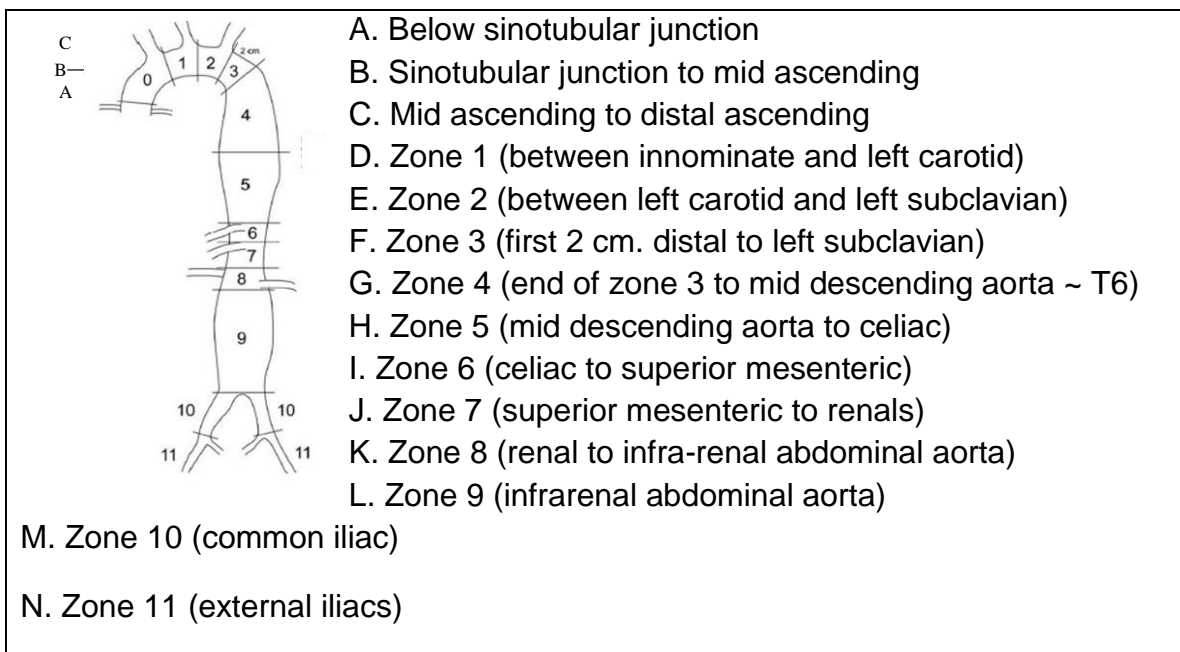 C
B—
A
0
1
2
3
2 cm
4
5
6
7
8
9
10
10
11
11
A. Below sinotubular junction
B. Sinotubular junction to mid ascending
C. Mid ascending to distal ascending
D. Zone 1 (between innominate and left carotid)
E. Zone 2 (between left carotid and left subclavian)
F. Zone 3 (first 2 cm. distal to left subclavian)
G. Zone 4 (end of zone 3 to mid descending aorta ~ T6)
H. Zone 5 (mid descending aorta to celiac)
I. Zone 6 (celiac to superior mesenteric)
J. Zone 7 (superior mesenteric to renals)
K. Zone 8 (renal to infra-renal abdominal aorta)
L. Zone 9 (infrarenal abdominal aorta)
M. Zone 10 (common iliac)
N. Zone 11 (external iliacs)